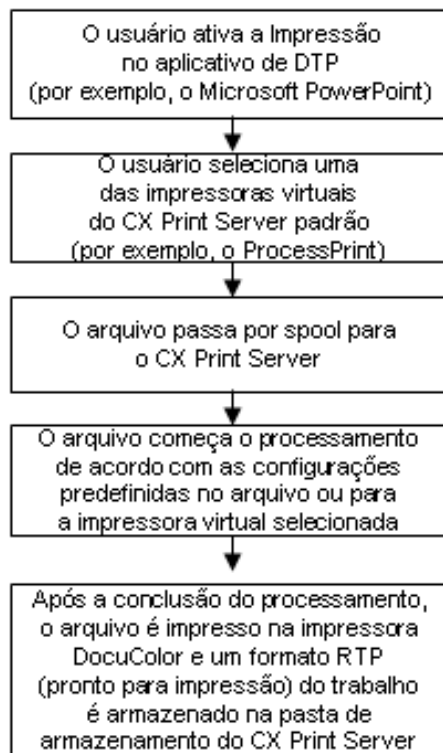 O usuário ativa a Impressão
no aplicativo de DTP
(por exemplo, o Microsoft PowerPoint)
O usuário seleciona uma
das impressoras virtuais
do CX Print Server padrão
(por exemplo, o ProcessPrint)
O arquivo passa por spool para
o CX Print Server
O arquivo começa o processamento
de acordo com as configurações
predefinidas no arquivo ou para
a impressora virtual selecionada
Após a conclusão do processamento,
o arquivo é impresso na impressora
DocuColor e um formato RTP
(pronto para impressão) do trabalho
é armazenado na pasta de
armazenamento do CX Print Server